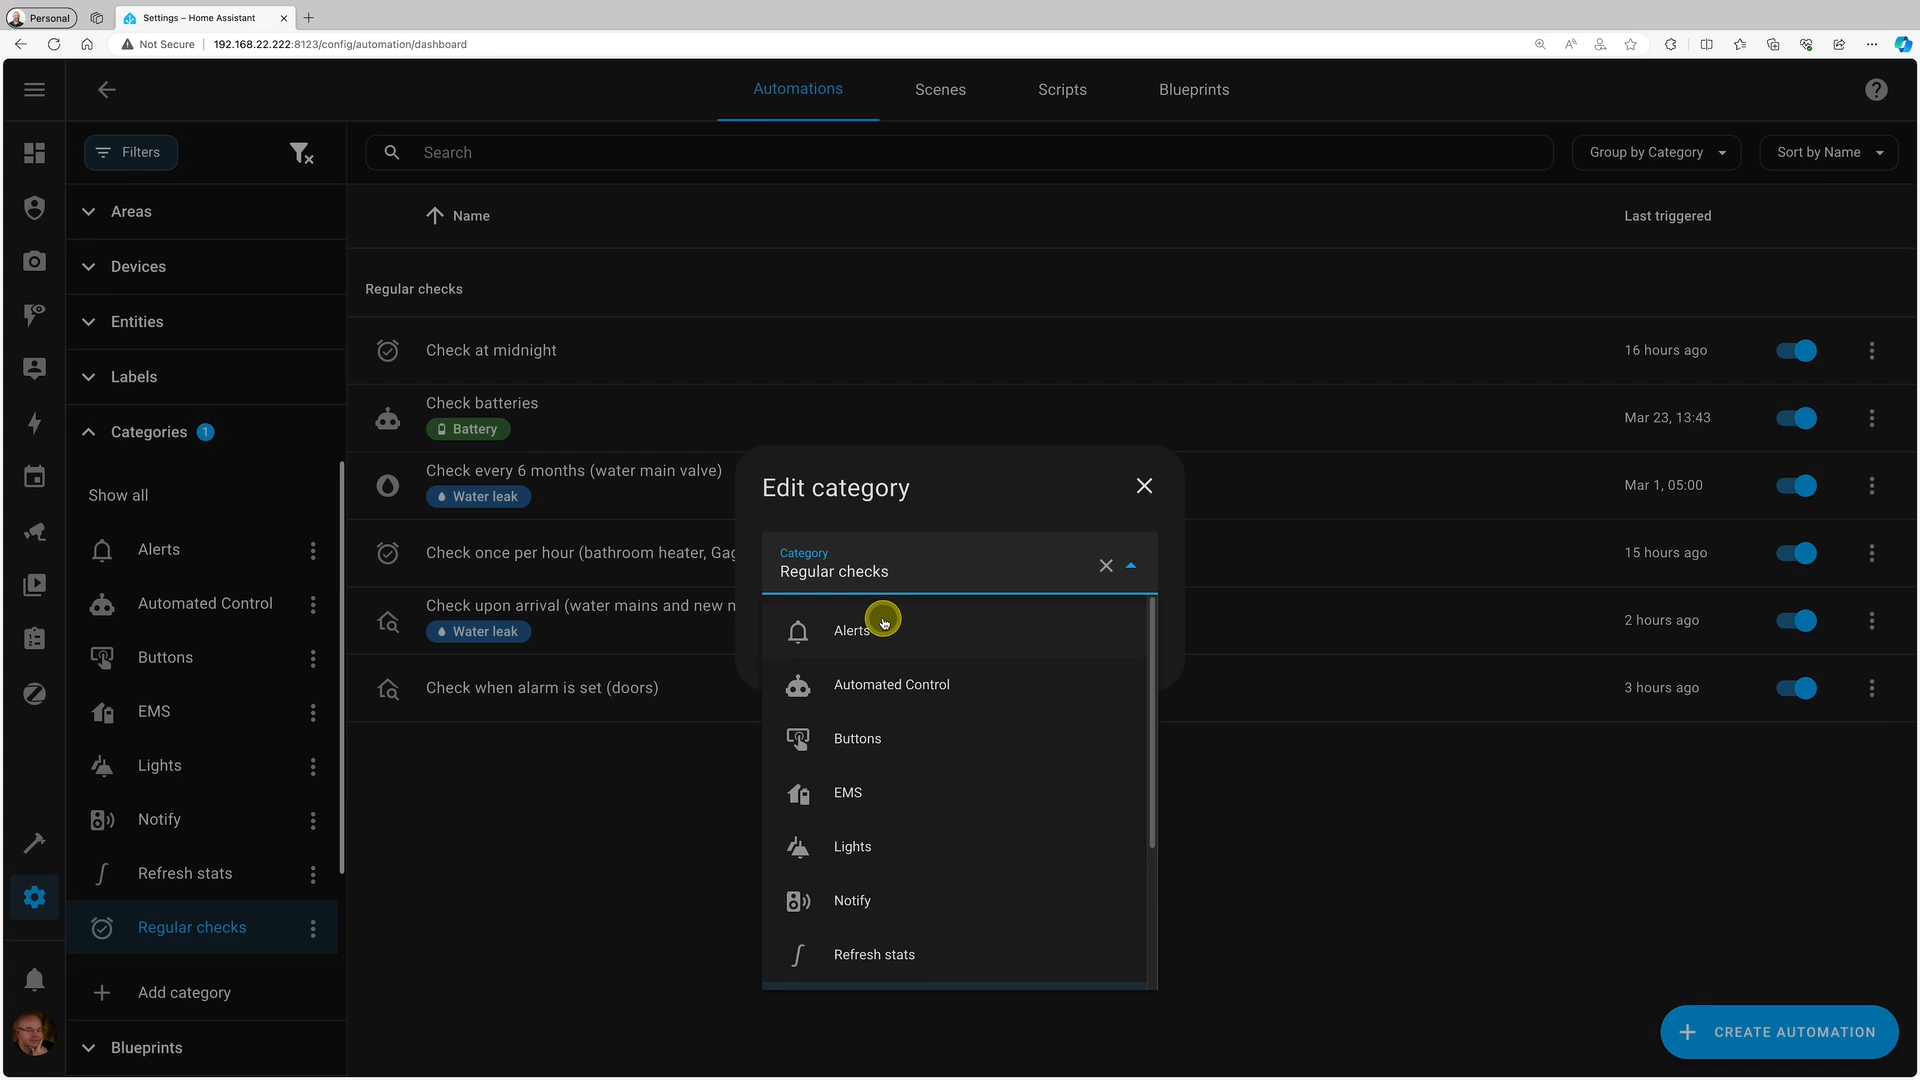 Personal
Settings – Home Assistant
Not Secure
192.168.22.222:8123/config/automation/dashboard
Automations
Scenes
Scripts
Blueprints
Filters
Search
Group by Category
Sort by Name
Areas
Devices
Entities
Labels
Categories 1
Show all
Alerts
Automated Control
Buttons
EMS
Lights
Notify
Refresh stats
Regular checks
Add category
Blueprints
Name
Last triggered
Regular checks
Check at midnight
16 hours ago
Check batteries
Battery
Mar 23, 13:43
Check every 6 months (water main valve)
Water leak
Mar 1, 05:00
Check once per hour (bathroom heater, Gag
15 hours ago
Check upon arrival (water mains and new
Water leak
2 hours ago
Check when alarm is set (doors)
3 hours ago
Edit category
Category
Regular checks
Alerts
Automated Control
Buttons
EMS
Lights
Notify
Refresh stats
CREATE AUTOMATION